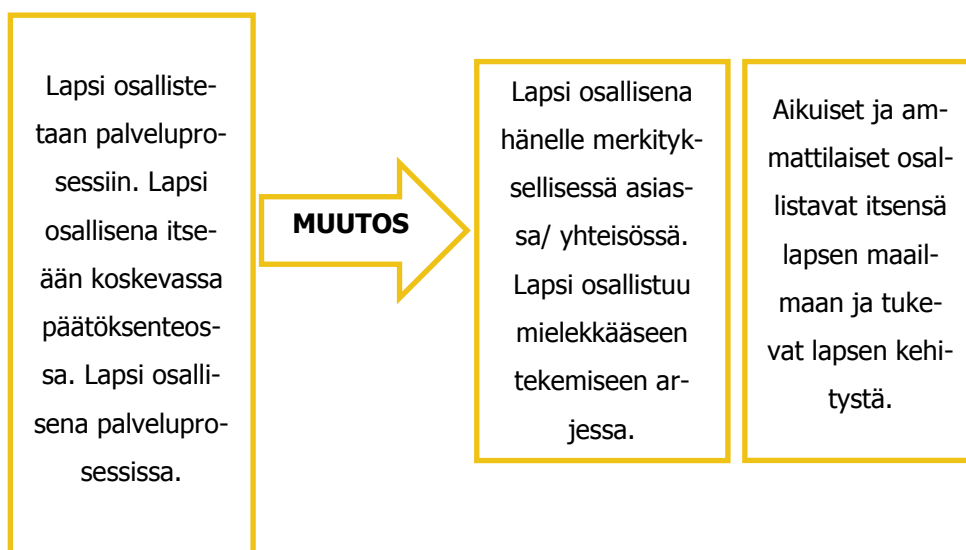 Lapsi osalliste-
taan palvelupro-
sessiin. Lapsi
osallisena itse-
ään koskevassa
päätöksenteos-
sa. Lapsi osalli-
sena palvelupro-
sessissa.
MUUTOS
Lapsi osallisena
hänelle merkityk-
sellisessä asias-
sa/ yhteisössä.
Lapsi osallistuu
mielekkääseen
tekemiseen ar-
jessa.
Aikuiset ja am-
mattilaiset osal-
listavat itsensä
lapsen maail-
maan ja tuke-
vat lapsen kehi-
tystä.